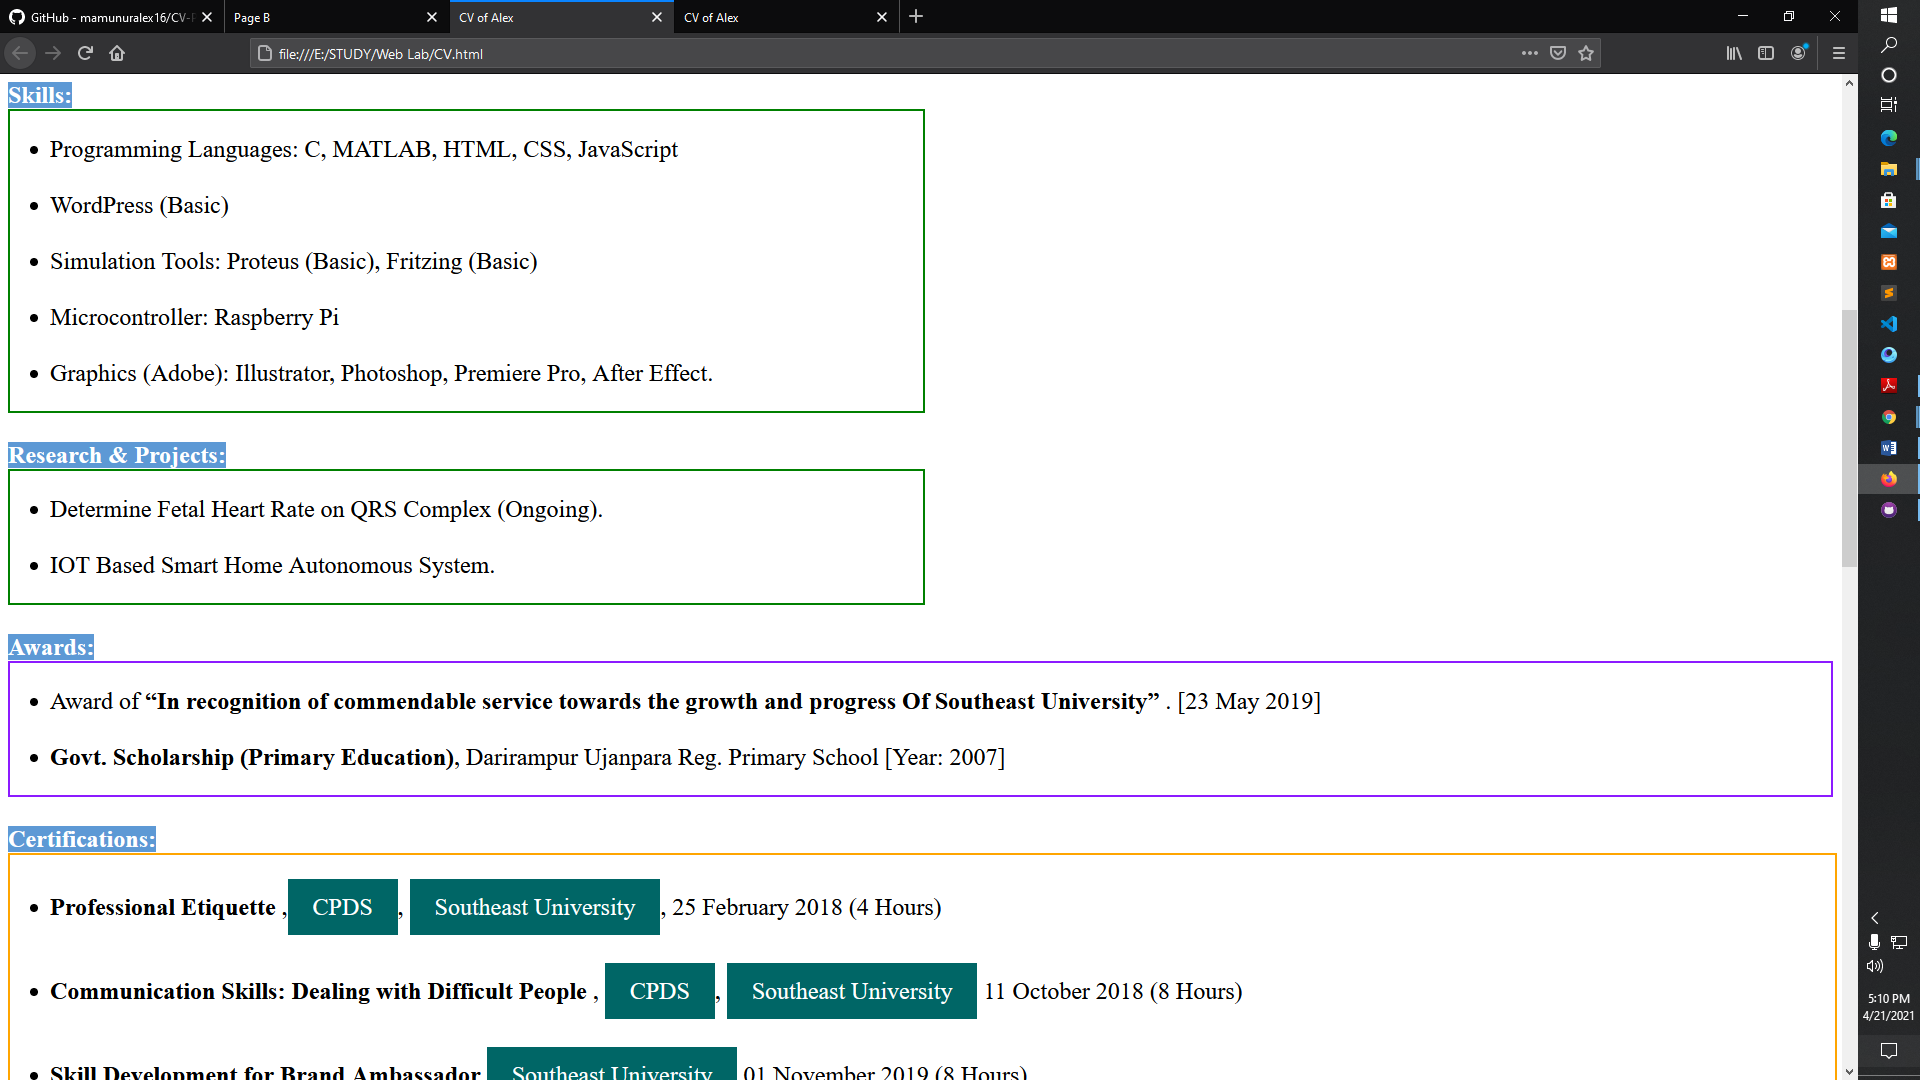 GitHub - mamunuralex16/CV-
Page B
CV of Alex
CV of Alex
file:///E:/STUDY/Web Lab/CV.html
Skills:
Programming Languages: C, MATLAB, HTML, CSS, JavaScript
WordPress (Basic)
Simulation Tools: Proteus (Basic), Fritzing (Basic)
Microcontroller: Raspberry Pi
Graphics (Adobe): Illustrator, Photoshop, Premiere Pro, After Effect.
Research & Projects:
Determine Fetal Heart Rate on QRS Complex (Ongoing).
IOT Based Smart Home Autonomous System.
Awards:
Award of “In recognition of commendable service towards the growth and progress Of Southeast University” . [23 May 2019]
Govt. Scholarship (Primary Education), Darirampur Ujanpara Reg. Primary School [Year: 2007]
Certifications:
Professional Etiquette , CPDS , Southeast University , 25 February 2018 (4 Hours)
Communication Skills: Dealing with Difficult People , CPDS , Southeast University 11 October 2018 (8 Hours)
Skill Development for Brand Ambassador Southeast University 01 November 2019 (8 Hours)
5:10 PM
4/21/2021